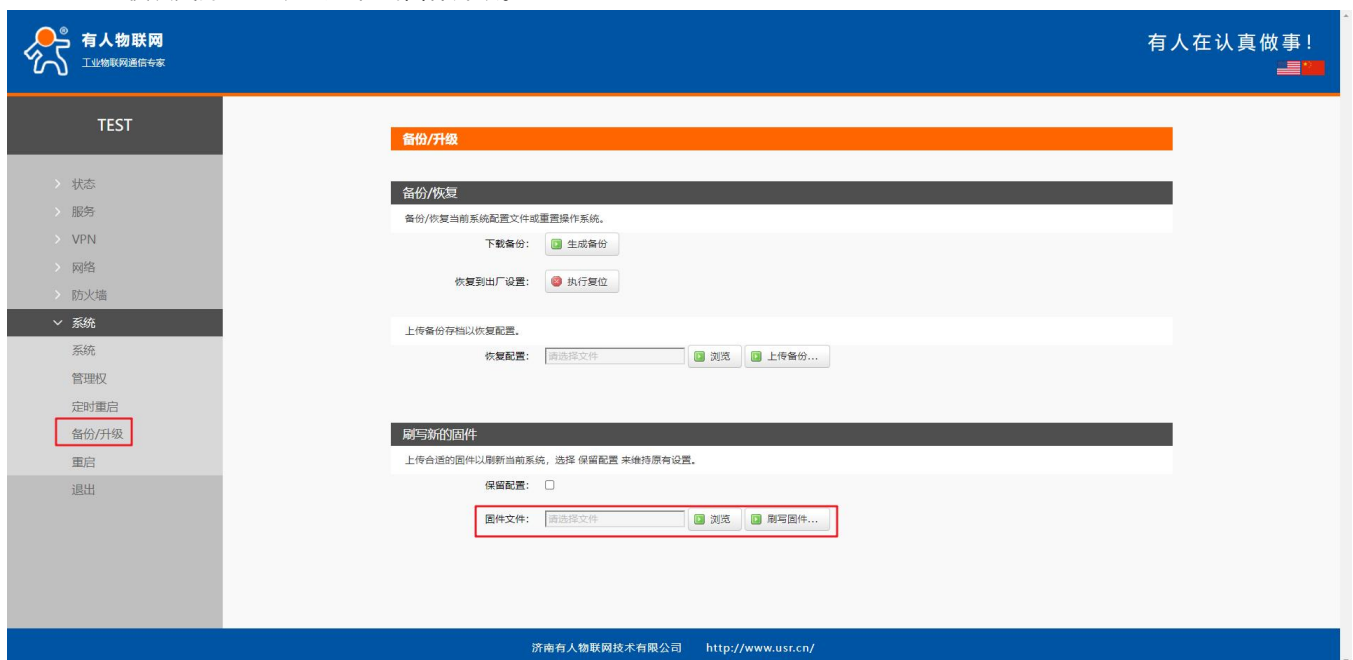 有人物联网
工业物联网通信专家
有人在认真做事!
TEST
状态
服务
VPN
网络
防火墙
系统
系统
管理权
定时重启
备份/升级
重启
退出
备份/升级
备份/恢复
备份/恢复当前系统配置文件或重置操作系统。
下载备份: 生成备份
恢复到出厂设置: 执行复位
上传备份存档以恢复配置。
恢复配置: 请选择文件 浏览 上传备份...
刷写新的固件
上传合适的固件以刷新当前系统, 选择 保留配置 来维持原有设置。
保留配置:
固件文件: 请选择文件 浏览 刷写固件...
济南有人物联网技术有限公司 http://www.usr.cn/